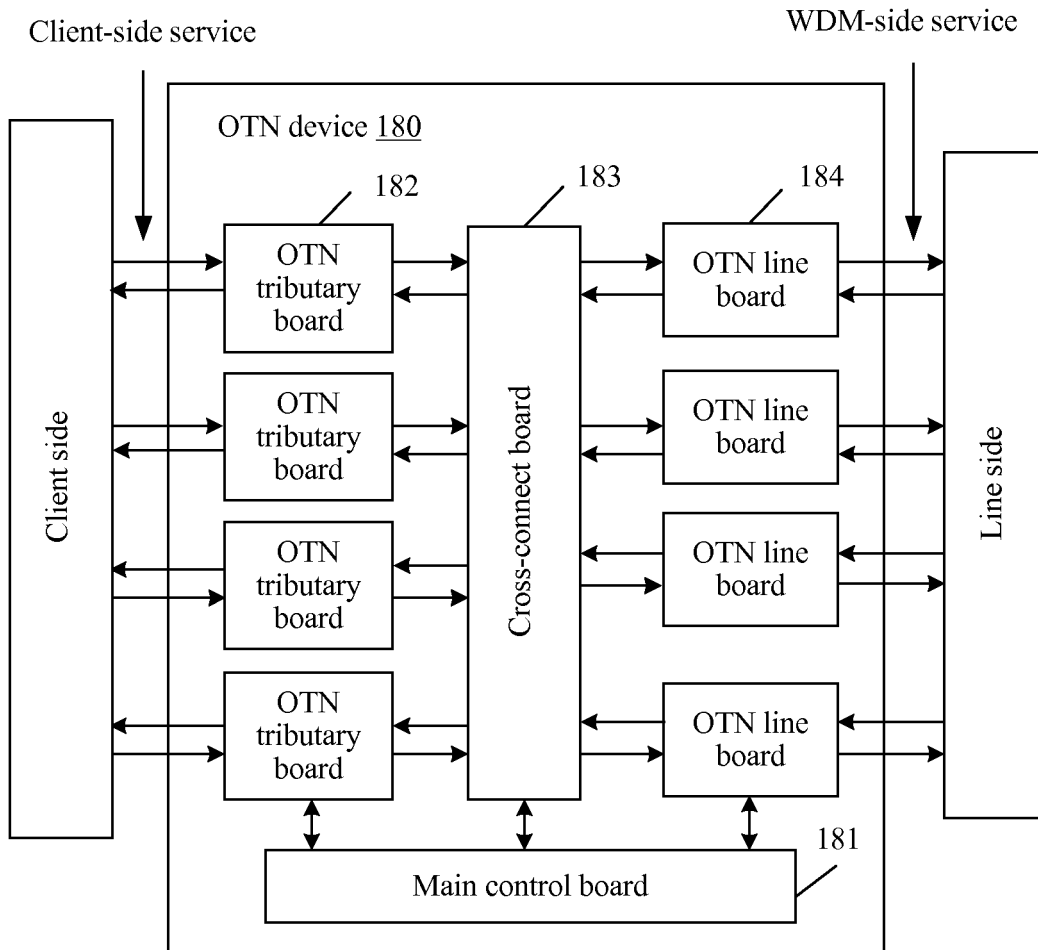 Client-side service
WDM-side service
OTN device 180
182
183
184
Client side
OTN
tributary
board
OTN
tributary
board
OTN
tributary
board
OTN
tributary
board
Cross-connect board
OTN line
board
OTN line
board
OTN line
board
OTN line
board
Line side
181
Main control board